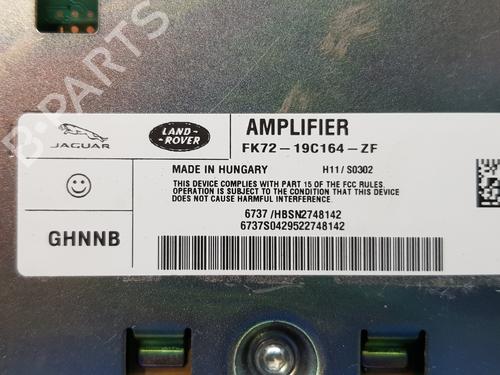 B-PARTS
JAGUAR
LAND-ROVER
AMPLIFIER
FK72-19C164-ZF
MADE IN HUNGARY H11/S0302
THIS DEVICE COMPLIES WITH PART 15 OF THE FCC RULES.
OPERATION IS SUBJECT TO THE CONDITION THAT THIS DEVICE
DOES NOT CAUSE HARMFUL INTERFERENCE.
GHNNB
6737/HBSN2748142
6737S0429522748142